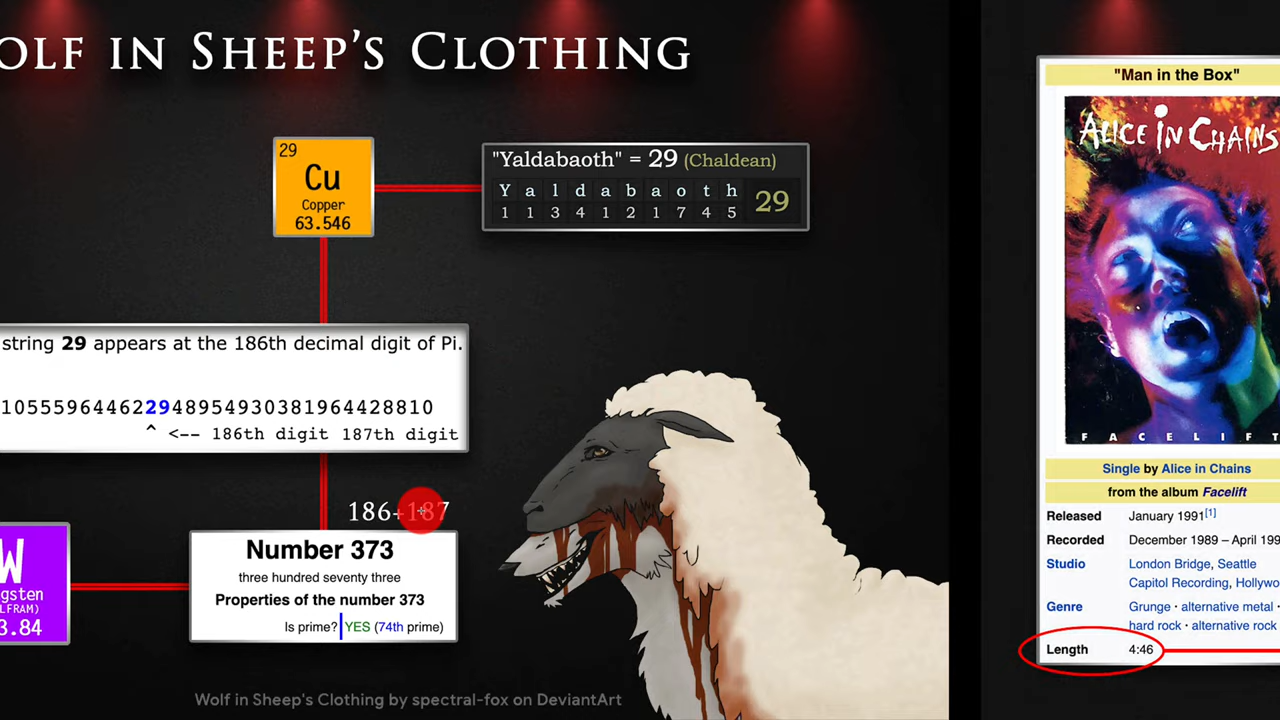 OLF IN SHEEP'S CLOTHING
29
Cu
Copper
63.546
"Yaldabaoth" = 29 (Chaldean)
Y a l d a b a o t h
1 1 3 4 1 2 1 7 4 5
29
string 29 appears at the 186th decimal digit of Pi.
105559644622948954930381964428810
^ <-- 186th digit 187th digit
186+187
Number 373
three hundred seventy three
Properties of the number 373
Is prime? YES (74th prime)
W
gsten
LFRAM)
3.84
Wolf in Sheep's Clothing by spectral-fox on DeviantArt
"Man in the Box"
ALICE IN CHAINS
FACELIFT
Single by Alice in Chains
from the album Facelift
Released January 1991[1]
Recorded December 1989 – April 199
Studio London Bridge, Seattle
Capitol Recording, Hollywo
Genre Grunge · alternative metal ·
hard rock · alternative rock
Length 4:46